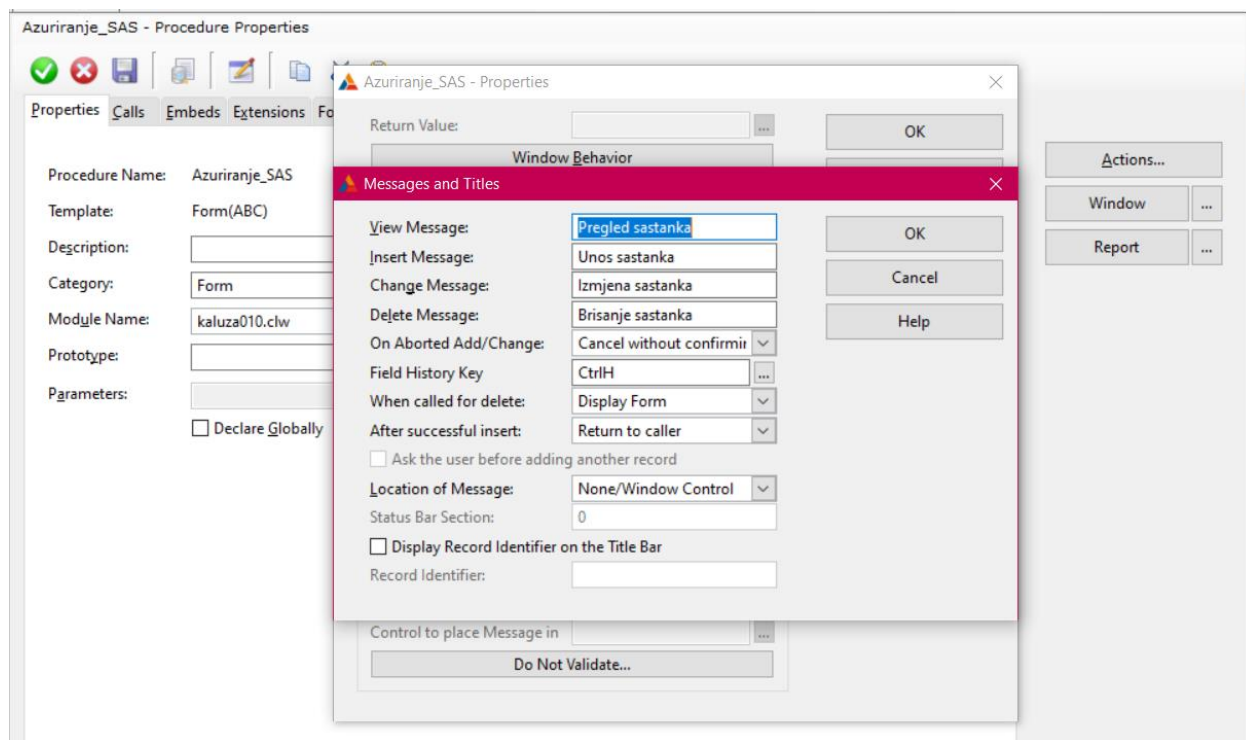 Azuriranje_SAS - Procedure Properties
Properties Calls Embeds Extensions Fo
Procedure Name: Azuriranje_SAS
Template: Form(ABC)
Description:
Category: Form
Module Name: kaluza010.clw
Prototype:
Parameters:
Declare Globally
Azuriranje_SAS - Properties
Return Value: ...
OK
Window Behavior
Messages and Titles
View Message: Pregled sastanka
Insert Message: Unos sastanka
Change Message: Izmjena sastanka
Delete Message: Brisanje sastanka
On Aborted Add/Change: Cancel without confirmir
Field History Key CtrlH ...
When called for delete: Display Form
After successful insert: Return to caller
Ask the user before adding another record
Location of Message: None/Window Control
Status Bar Section: 0
Display Record Identifier on the Title Bar
Record Identifier:
OK
Cancel
Help
Control to place Message in ...
Do Not Validate...
Actions...
Window ...
Report ...